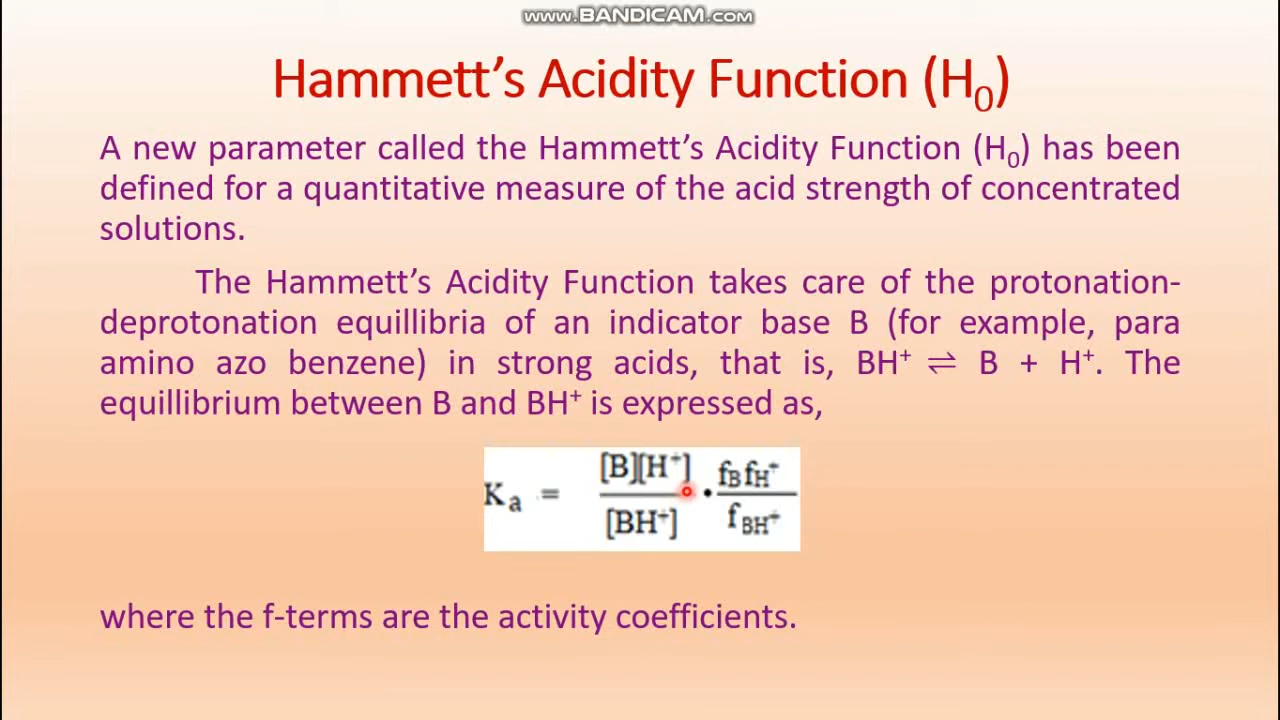 www.BANDICAM.com
Hammett’s Acidity Function (H₀)
A new parameter called the Hammett’s Acidity Function (H₀) has been
defined for a quantitative measure of the acid strength of concentrated
solutions.
The Hammett’s Acidity Function takes care of the protonation-
deprotonation equillibria of an indicator base B (for example, para
amino azo benzene) in strong acids, that is, BH⁺ ⇌ B + H⁺. The
equillibrium between B and BH⁺ is expressed as,
Kₐ = [B][H⁺]/[BH⁺] · f_B f_H⁺/f_BH⁺
where the f-terms are the activity coefficients.